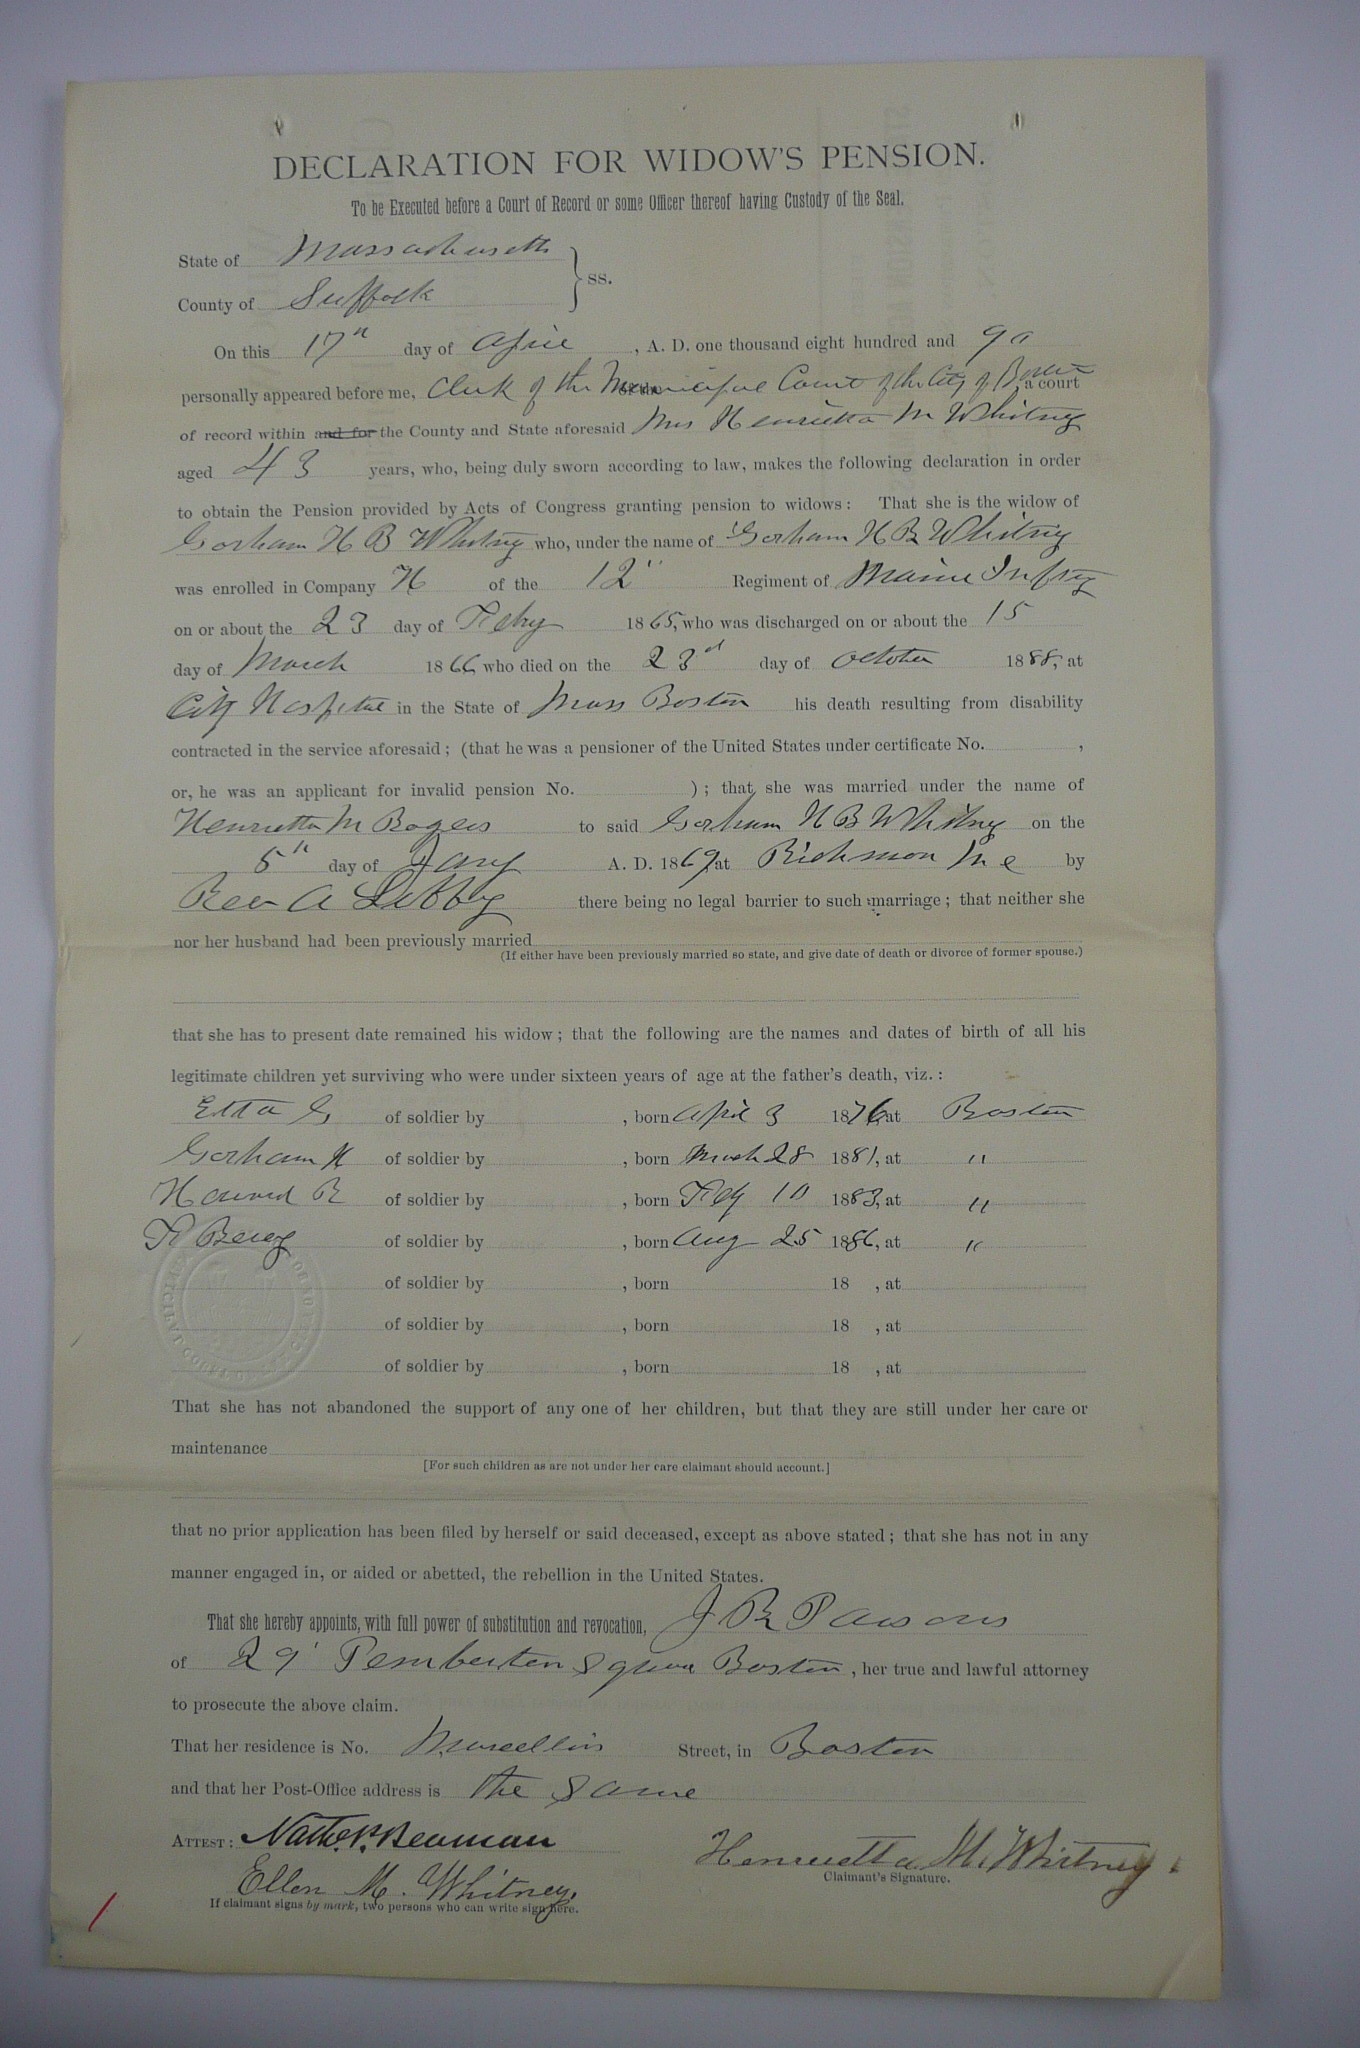 DECLARATION FOR WIDOW'S PENSION.
To be Executed before a Court of Record or some Officer thereof having Custody of the Seal.
State of Massachusetts
County of Suffolk } ss.
On this 17" day of April, A. D. one thousand eight hundred and 90
personally appeared before me, Clerk of the Municipal Court of the City of Boston, a court
of record within and for the County and State aforesaid Mrs Henrietta M Whitney
aged 43 years, who, being duly sworn according to law, makes the following declaration in order
to obtain the Pension provided by Acts of Congress granting pension to widows: That she is the widow of
Gorham H B Whitney who, under the name of Gorham H B Whitney
was enrolled in Company H of the 12" Regiment of Maine Infty
on or about the 23 day of Feby 1865, who was discharged on or about the 15
day of March 1866, who died on the 23d day of October 1888, at
City Hospital in the State of Mass Boston his death resulting from disability
contracted in the service aforesaid; (that he was a pensioner of the United States under certificate No. ,
or, he was an applicant for invalid pension No. ); that she was married under the name of
Henrietta M Rogers to said Gorham H B Whitney on the
5" day of Jany A. D. 1869, at Richmon Me by
Rev A Libby there being no legal barrier to such marriage; that neither she
nor her husband had been previously married
(If either have been previously married so state, and give date of death or divorce of former spouse.)
that she has to present date remained his widow; that the following are the names and dates of birth of all his
legitimate children yet surviving who were under sixteen years of age at the father's death, viz.:
Etta G of soldier by , born April 3 1876, at Boston
Gorham H of soldier by , born March 28 1881, at "
Howard R of soldier by , born Feby 10 1883, at "
of soldier by , born Aug 25 1886, at "
of soldier by , born 18 , at
of soldier by , born 18 , at
of soldier by , born 18 , at
That she has not abandoned the support of any one of her children, but that they are still under her care or
maintenance
[For such children as are not under her care claimant should account.]
that no prior application has been filed by herself or said deceased, except as above stated; that she has not in any
manner engaged in, or aided or abetted, the rebellion in the United States.
That she hereby appoints, with full power of substitution and revocation, J B Parsons
of 29 Pemberton Square Boston, her true and lawful attorney
to prosecute the above claim.
That her residence is No. Marcellus Street, in Boston
and that her Post-Office address is the same
ATTEST: Beaman
Ellen M. Whitney. Henrietta M. Whitney.
Claimant's Signature.
If claimant signs by mark, two persons who can write sign here.